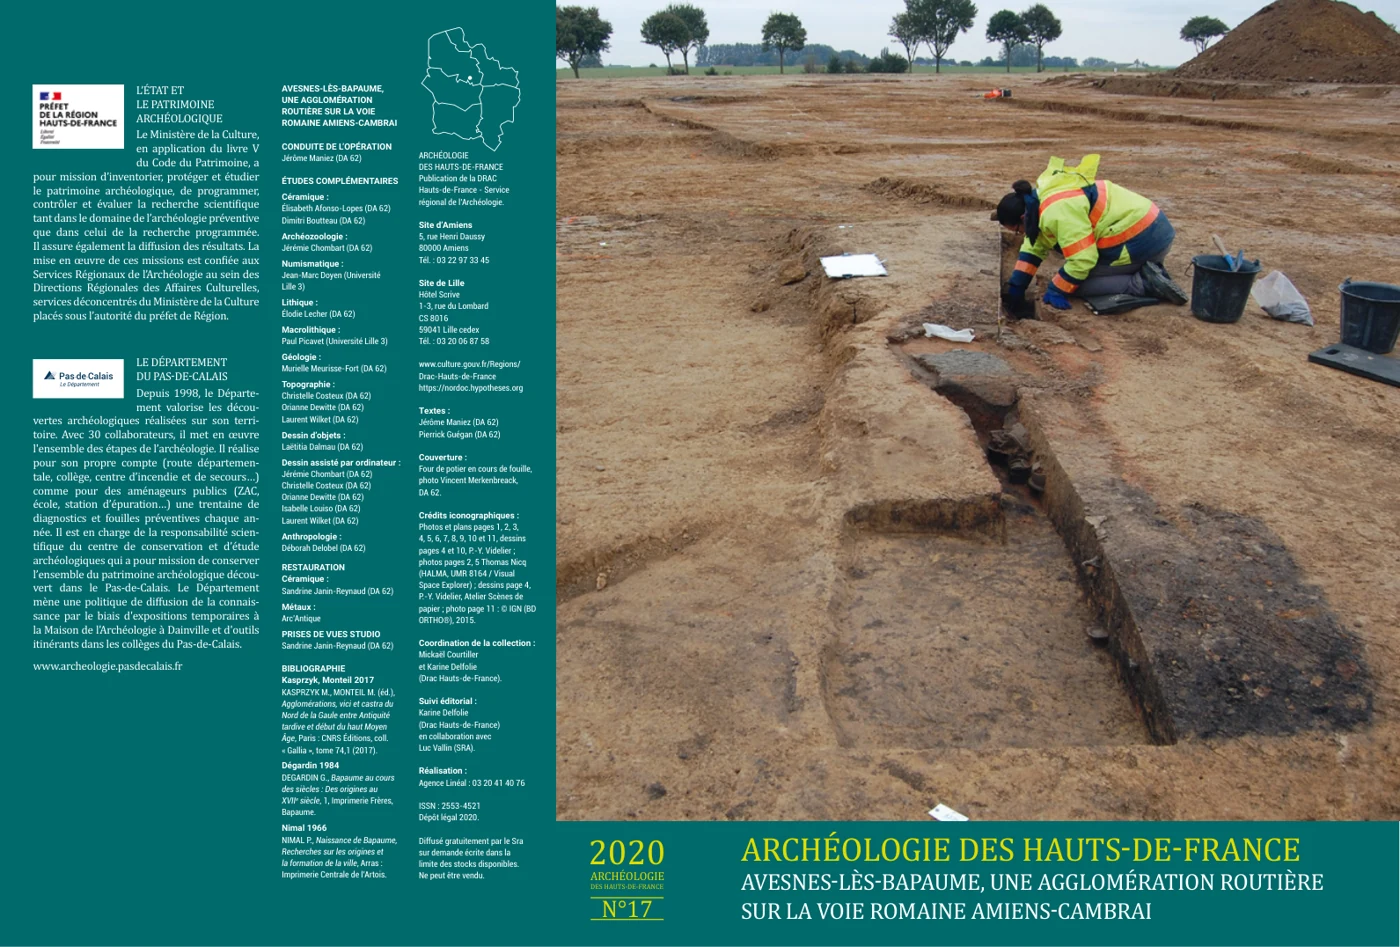 PRÉFET
DE LA RÉGION
HAUTS-DE-FRANCE
Liberté
Égalité
Fraternité
L'ÉTAT ET
LE PATRIMOINE
ARCHÉOLOGIQUE
Le Ministère de la Culture,
en application du livre V
du Code du Patrimoine, a
pour mission d'inventorier, protéger et étudier
le patrimoine archéologique, de programmer,
contrôler et évaluer la recherche scientifique
tant dans le domaine de l'archéologie préventive
que dans celui de la recherche programmée.
Il assure également la diffusion des résultats. La
mise en œuvre de ces missions est confiée aux
Services Régionaux de l'Archéologie au sein des
Directions Régionales des Affaires Culturelles,
services déconcentrés du Ministère de la Culture
placés sous l'autorité du préfet de Région.
Pas de Calais
Le Département
LE DÉPARTEMENT
DU PAS-DE-CALAIS
Depuis 1998, le Départe-
ment valorise les décou-
vertes archéologiques réalisées sur son terri-
toire. Avec 30 collaborateurs, il met en œuvre
l'ensemble des étapes de l'archéologie. Il réalise
pour son propre compte (route départemen-
tale, collège, centre d'incendie et de secours…)
comme pour des aménageurs publics (ZAC,
école, station d'épuration…) une trentaine de
diagnostics et fouilles préventives chaque an-
née. Il est en charge de la responsabilité scien-
tifique du centre de conservation et d'étude
archéologiques qui a pour mission de conserver
l'ensemble du patrimoine archéologique décou-
vert dans le Pas-de-Calais. Le Département
mène une politique de diffusion de la connais-
sance par le biais d'expositions temporaires à
la Maison de l'Archéologie à Dainville et d'outils
itinérants dans les collèges du Pas-de-Calais.
www.archeologie.pasdecalais.fr
AVESNES-LÈS-BAPAUME,
UNE AGGLOMÉRATION
ROUTIÈRE SUR LA VOIE
ROMAINE AMIENS-CAMBRAI
CONDUITE DE L'OPÉRATION
Jérôme Maniez (DA 62)
ÉTUDES COMPLÉMENTAIRES
Céramique :
Élisabeth Afonso-Lopes (DA 62)
Dimitri Boutteau (DA 62)
Archéozoologie :
Jérémie Chombart (DA 62)
Numismatique :
Jean-Marc Doyen (Université
Lille 3)
Lithique :
Élodie Lecher (DA 62)
Macrolithique :
Paul Picavet (Université Lille 3)
Géologie :
Murielle Meurisse-Fort (DA 62)
Topographie :
Christelle Costeux (DA 62)
Orianne Dewitte (DA 62)
Laurent Wilket (DA 62)
Dessin d'objets :
Laëtitia Dalmau (DA 62)
Dessin assisté par ordinateur :
Jérémie Chombart (DA 62)
Christelle Costeux (DA 62)
Orianne Dewitte (DA 62)
Isabelle Louiso (DA 62)
Laurent Wilket (DA 62)
Anthropologie :
Déborah Delobel (DA 62)
RESTAURATION
Céramique :
Sandrine Janin-Reynaud (DA 62)
Métaux :
Arc'Antique
PRISES DE VUES STUDIO
Sandrine Janin-Reynaud (DA 62)
BIBLIOGRAPHIE
Kasprzyk, Monteil 2017
KASPRZYK M., MONTEIL M. (éd.),
Agglomérations, vici et castra du
Nord de la Gaule entre Antiquité
tardive et début du haut Moyen
Âge, Paris : CNRS Éditions, coll.
« Gallia », tome 74,1 (2017).
Dégardin 1984
DEGARDIN G., Bapaume au cours
des siècles : Des origines au
XVIIe siècle, 1, Imprimerie Frères,
Bapaume.
Nimal 1966
NIMAL P., Naissance de Bapaume,
Recherches sur les origines et
la formation de la ville, Arras :
Imprimerie Centrale de l'Artois.
ARCHÉOLOGIE
DES HAUTS-DE-FRANCE
Publication de la DRAC
Hauts-de-France - Service
régional de l'Archéologie.
Site d'Amiens
5, rue Henri Daussy
80000 Amiens
Tél. : 03 22 97 33 45
Site de Lille
Hôtel Scrive
1-3, rue du Lombard
CS 8016
59041 Lille cedex
Tél. : 03 20 06 87 58
www.culture.gouv.fr/Regions/
Drac-Hauts-de-France
https://nordoc.hypotheses.org
Textes :
Jérôme Maniez (DA 62)
Pierrick Guégan (DA 62)
Couverture :
Four de potier en cours de fouille,
photo Vincent Merkenbreack,
DA 62.
Crédits iconographiques :
Photos et plans pages 1, 2, 3,
4, 5, 6, 7, 8, 9, 10 et 11, dessins
pages 4 et 10, P.-Y. Videlier ;
photos pages 2, 5 Thomas Nicq
(HALMA, UMR 8164 / Visual
Space Explorer) ; dessins page 4,
P.-Y. Videlier, Atelier Scènes de
papier ; photo page 11 : © IGN (BD
ORTHO®), 2015.
Coordination de la collection :
Mickaël Courtiller
et Karine Delfolie
(Drac Hauts-de-France).
Suivi éditorial :
Karine Delfolie
(Drac Hauts-de-France)
en collaboration avec
Luc Vallin (SRA).
Réalisation :
Agence Linéal : 03 20 41 40 76
ISSN : 2553-4521
Dépôt légal 2020.
Diffusé gratuitement par le Sra
sur demande écrite dans la
limite des stocks disponibles.
Ne peut être vendu.
2020
ARCHÉOLOGIE
DES HAUTS-DE-FRANCE
N°17
ARCHÉOLOGIE DES HAUTS-DE-FRANCE
AVESNES-LÈS-BAPAUME, UNE AGGLOMÉRATION ROUTIÈRE
SUR LA VOIE ROMAINE AMIENS-CAMBRAI